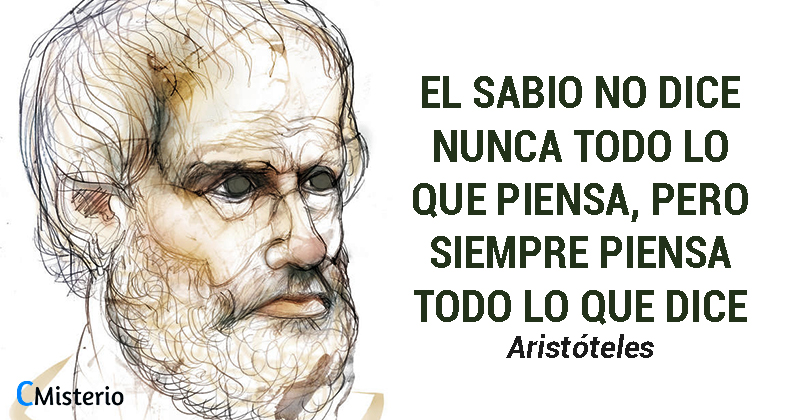 EL SABIO NO DICE
NUNCA TODO LO
QUE PIENSA, PERO
SIEMPRE PIENSA
TODO LO QUE DICE
Aristóteles
CMisterio